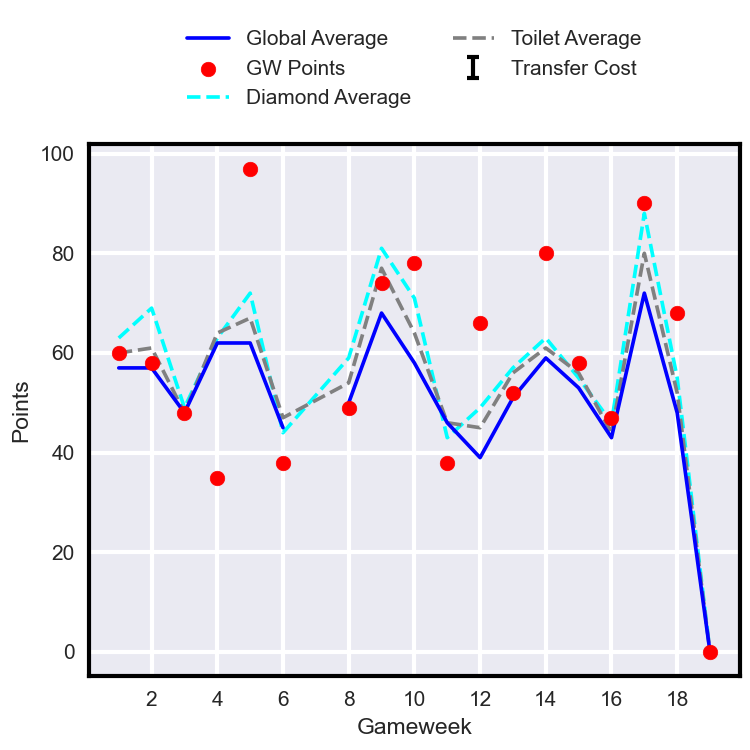 Global Average
GW Points
Diamond Average
Toilet Average
Transfer Cost
100
80
60
40
20
0
Points
2 4 6 8 10 12 14 16 18
Gameweek